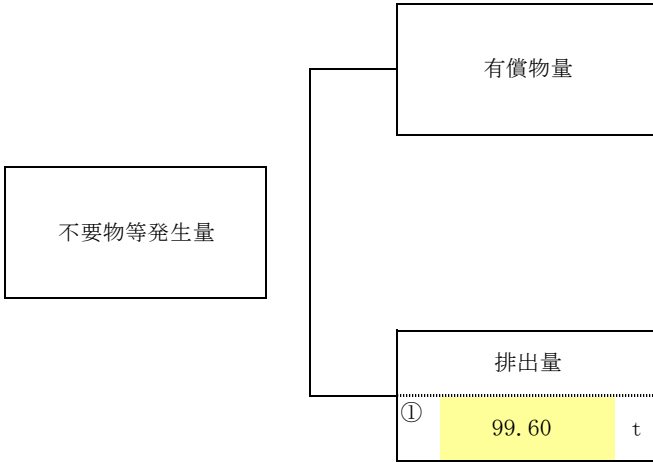 有償物量
不要物等発生量
排出量
①
99.60 t